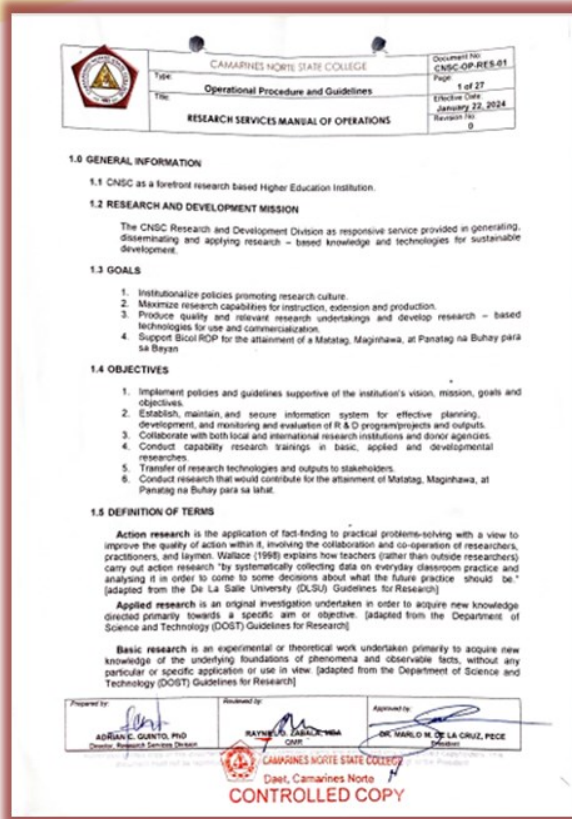 CAMARINES NORTE STATE COLLEGE
Document No:
CNSC-OP-RES-01
Type:
Operational Procedure and Guidelines
Page:
1 of 27
Title:
RESEARCH SERVICES MANUAL OF OPERATIONS
Effective Date:
January 22, 2024
Revision No.
0
1.0 GENERAL INFORMATION
1.1 CNSC as a forefront research based Higher Education Institution.
1.2 RESEARCH AND DEVELOPMENT MISSION
The CNSC Research and Development Division as responsive service provided in generating,
disseminating and applying research – based knowledge and technologies for sustainable
development.
1.3 GOALS
1. Institutionalize policies promoting research culture.
2. Maximize research capabilities for instruction, extension and production.
3. Produce quality and relevant research undertakings and develop research – based
technologies for use and commercialization.
4. Support Bicol RDP for the attainment of a Matatag, Maginhawa, at Panatag na Buhay para
sa Bayan
1.4 OBJECTIVES
1. Implement policies and guidelines supportive of the institution's vision, mission, goals and
objectives.
2. Establish, maintain, and secure information system for effective planning,
development, and monitoring and evaluation of R & D program/projects and outputs.
3. Collaborate with both local and international research institutions and donor agencies.
4. Conduct capability research trainings in basic, applied and developmental
researches.
5. Transfer of research technologies and outputs to stakeholders.
6. Conduct research that would contribute for the attainment of Matatag, Maginhawa, at
Panatag na Buhay para sa lahat.
1.5 DEFINITION OF TERMS
Action research is the application of fact-finding to practical problems-solving with a view to
improve the quality of action within it, involving the collaboration and co-operation of researchers,
practitioners, and laymen. Wallace (1998) explains how teachers (rather than outside researchers)
carry out action research "by systematically collecting data on everyday classroom practice and
analysing it in order to come to some decisions about what the future practice should be."
[adapted from the De La Salle University (DLSU) Guidelines for Research]
Applied research is an original investigation undertaken in order to acquire new knowledge
directed primarily towards a specific aim or objective. [adapted from the Department of
Science and Technology (DOST) Guidelines for Research]
Basic research is an experimental or theoretical work undertaken primarily to acquire new
knowledge of the underlying foundations of phenomena and observable facts, without any
particular or specific application or use in view. [adapted from the Department of Science and
Technology (DOST) Guidelines for Research]
Prepared by:
ADRIAN C. QUINTO, PhD
Director, Research Services Division
Reviewed by:
ZABALA, MBA
QMR
Approved by:
DR. MARLO M. DE LA CRUZ, PECE
President
CAMARINES NORTE STATE COLLEGE
Daet, Camarines Norte
CONTROLLED COPY